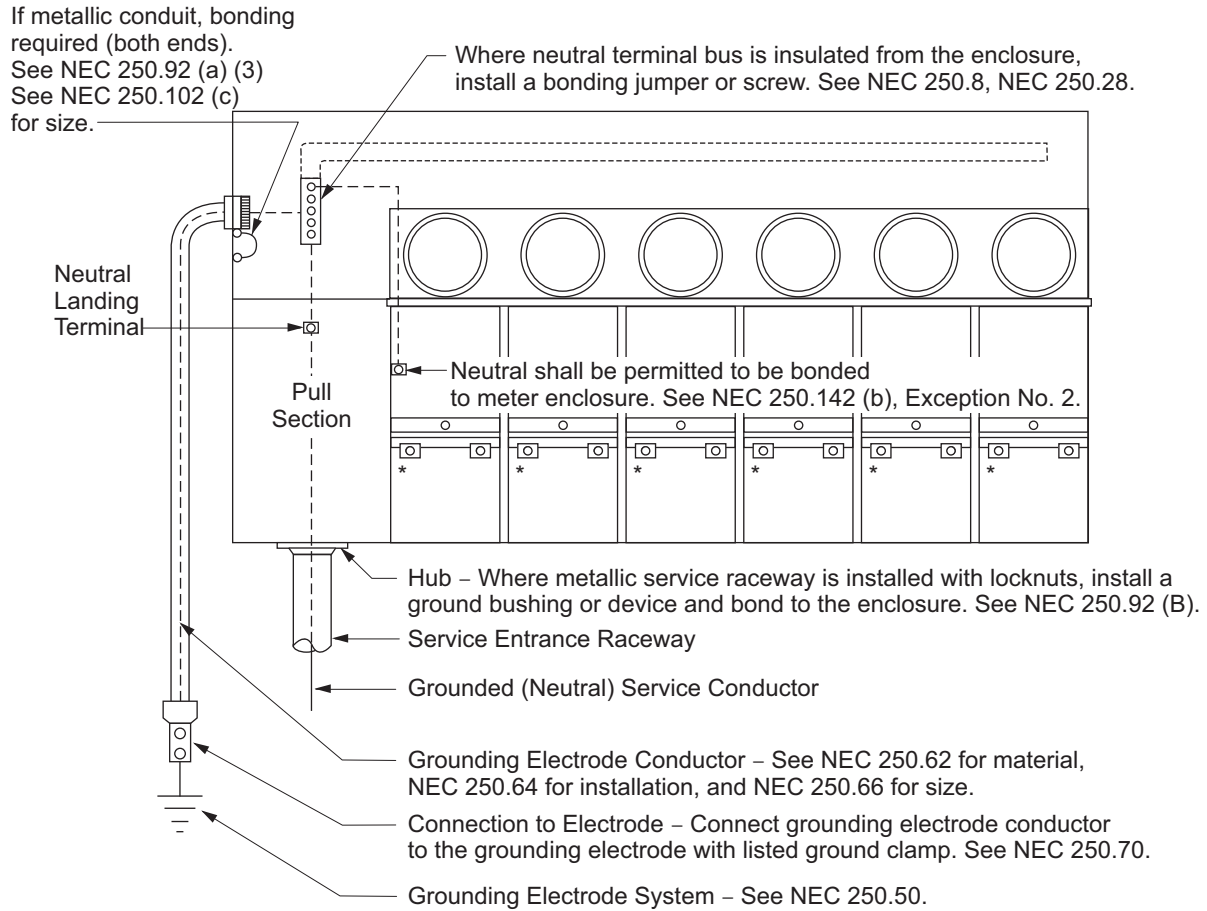 If metallic conduit, bonding
required (both ends).
See NEC 250.92 (a) (3)
See NEC 250.102 (c)
for size.
Where neutral terminal bus is insulated from the enclosure,
install a bonding jumper or screw. See NEC 250.8, NEC 250.28.
Neutral
Landing
Terminal
Pull
Section
Neutral shall be permitted to be bonded
to meter enclosure. See NEC 250.142 (b), Exception No. 2.
* * * * * *
Hub – Where metallic service raceway is installed with locknuts, install a
ground bushing or device and bond to the enclosure. See NEC 250.92 (B).
Service Entrance Raceway
Grounded (Neutral) Service Conductor
Grounding Electrode Conductor – See NEC 250.62 for material,
NEC 250.64 for installation, and NEC 250.66 for size.
Connection to Electrode – Connect grounding electrode conductor
to the grounding electrode with listed ground clamp. See NEC 250.70.
Grounding Electrode System – See NEC 250.50.